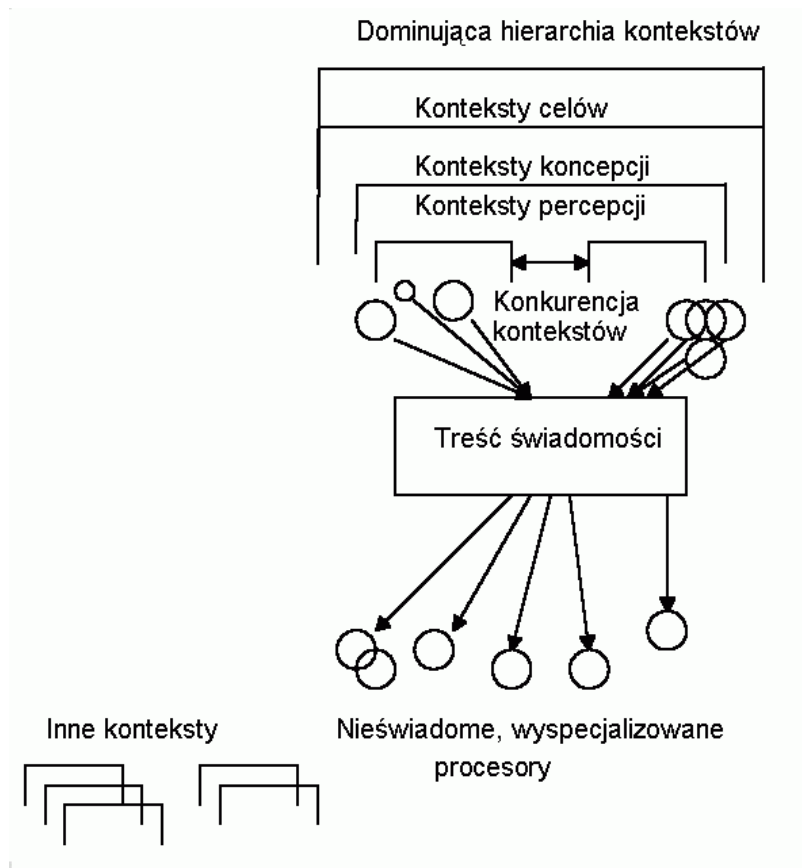 Dominująca hierarchia kontekstów
Konteksty celów
Konteksty koncepcji
Konteksty percepcji
Konkurencja
kontekstów
Treść świadomości
Inne konteksty
Nieświadome, wyspecjalizowane
procesory